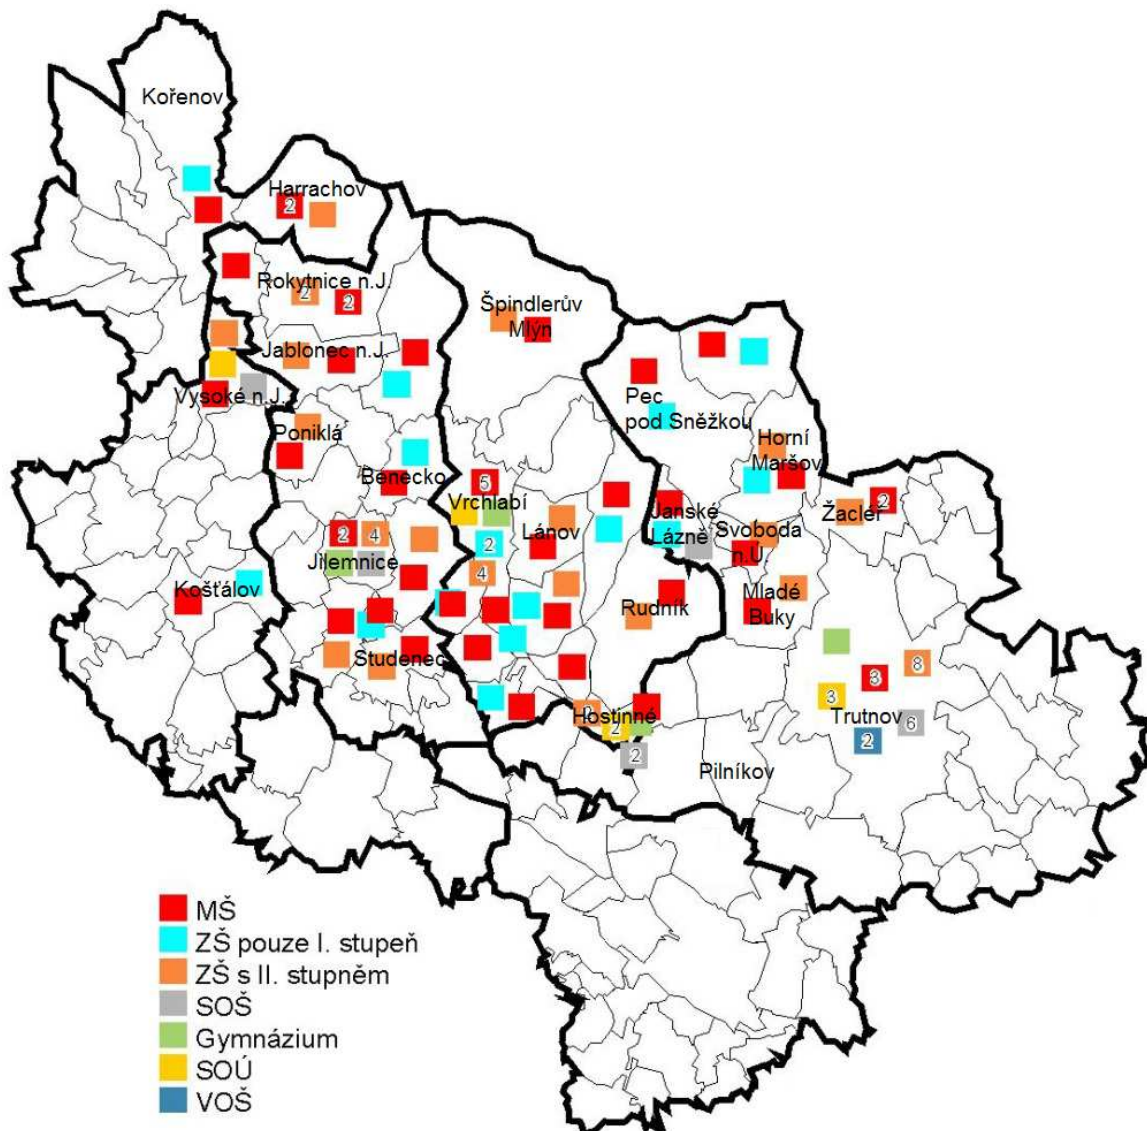 Kořenov
Harrachov
2
Rokytnice n.J.
2
2
Špindlerův
Mlýn
Jablonec n.J.
Vysoké n.J.
Pec
pod Sněžkou
Poniklá
Horní
Maršov
Benecko
5
Vrchlabí
2
Žacléř
2
4
Jilemnice
Lánov
Janské
Lázně
Svoboda
n.Ú.
2
4
Košťálov
Mladé
Buky
Rudník
Studenec
8
3
3
Hostinné
2
2
Trutnov
6
2
2
Pilníkov
MŠ
ZŠ pouze I. stupeň
ZŠ s II. stupněm
SOŠ
Gymnázium
SOÚ
VOŠ